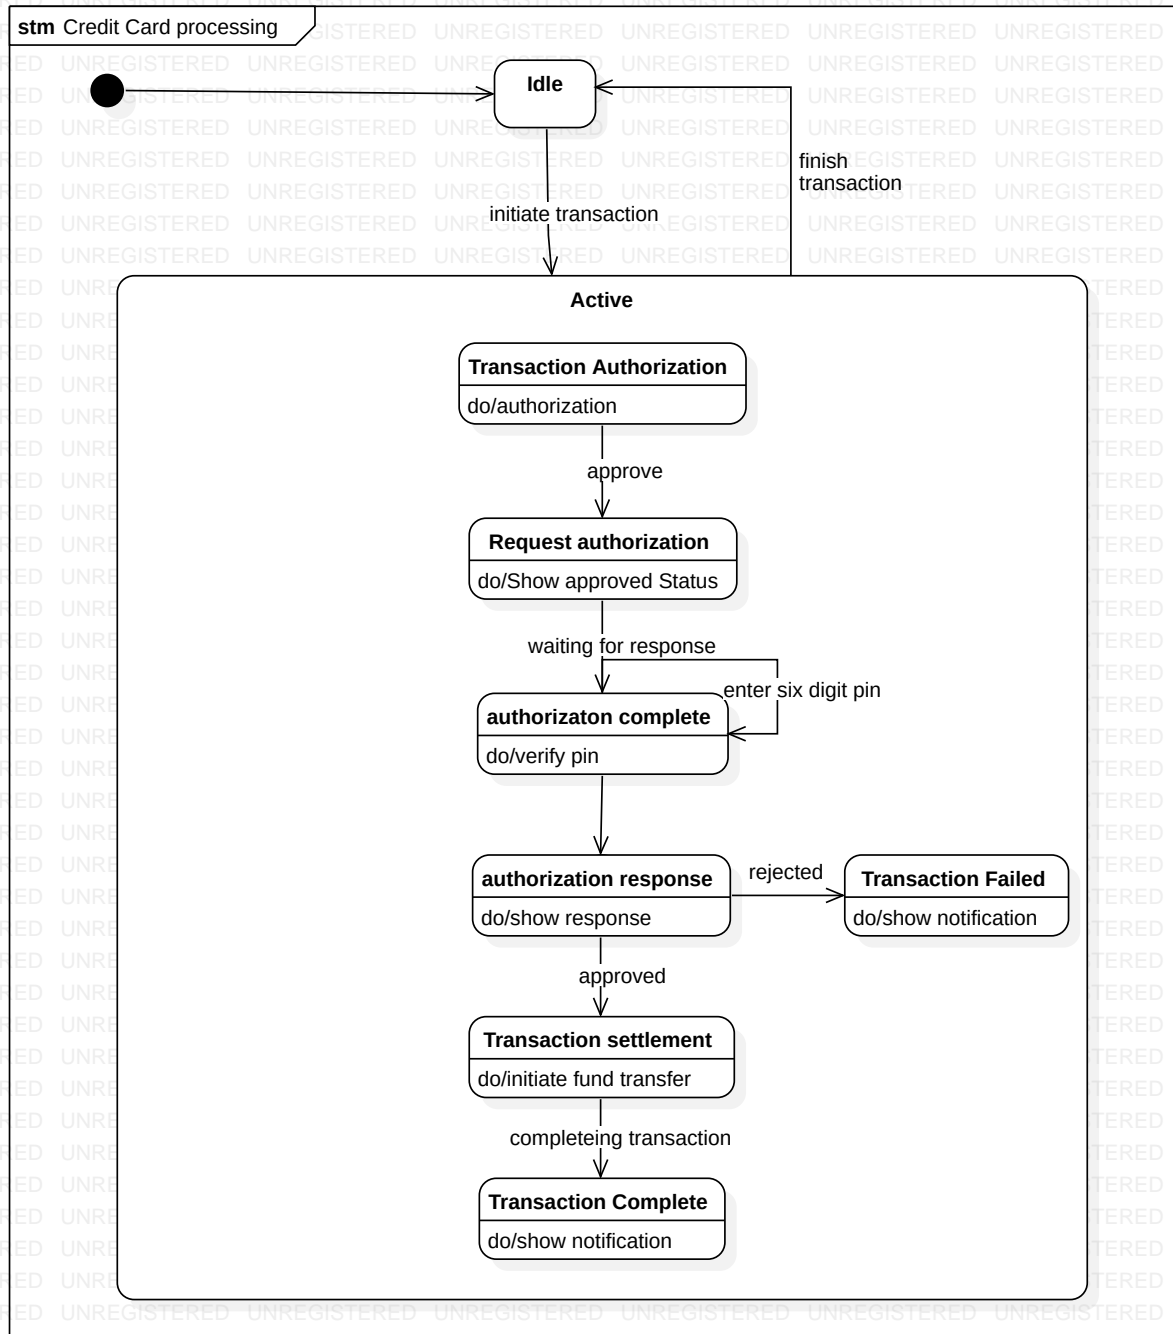 stm Credit Card processing
Idle
finish
transaction
initiate transaction
Active
Transaction Authorization
do/authorization
approve
Request authorization
do/Show approved Status
waiting for response
enter six digit pin
authorizaton complete
do/verify pin
authorization response
do/show response
rejected
Transaction Failed
do/show notification
approved
Transaction settlement
do/initiate fund transfer
completeing transaction
Transaction Complete
do/show notification
UNREGISTERED